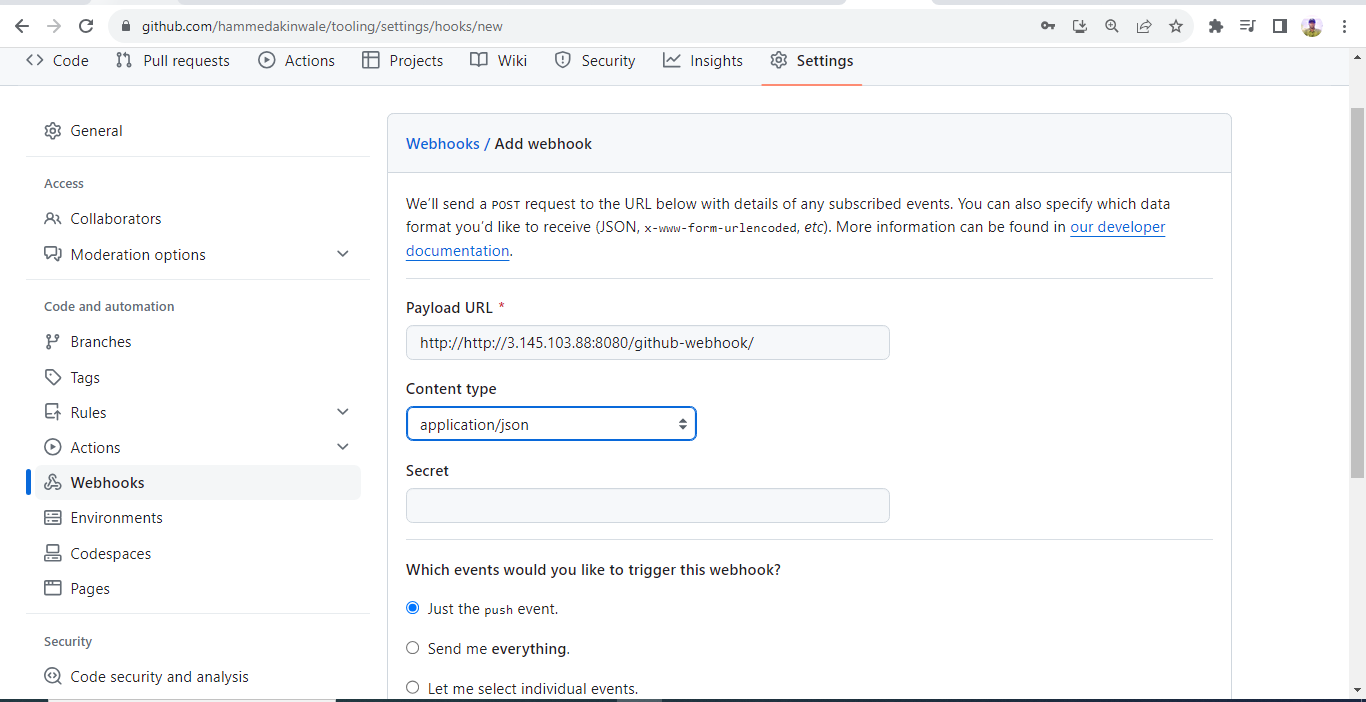 github.com/hammedakinwale/tooling/settings/hooks/new
Code Pull requests Actions Projects Wiki Security Insights Settings
General
Access
Collaborators
Moderation options
Code and automation
Branches
Tags
Rules
Actions
Webhooks
Environments
Codespaces
Pages
Security
Code security and analysis
Webhooks / Add webhook
We'll send a POST request to the URL below with details of any subscribed events. You can also specify which data
format you'd like to receive (JSON, x-www-form-urlencoded, etc). More information can be found in our developer
documentation.
Payload URL *
http://http://3.145.103.88:8080/github-webhook/
Content type
application/json
Secret
Which events would you like to trigger this webhook?
Just the push event.
Send me everything.
Let me select individual events.